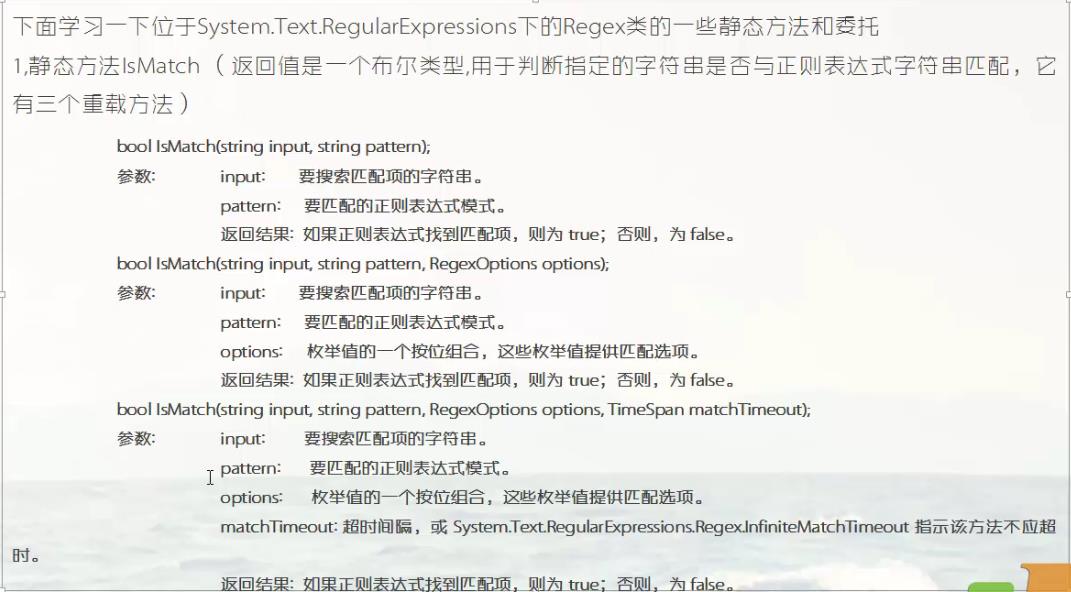 下面学习一下位于System.Text.RegularExpressions下的Regex类的一些静态方法和委托
1,静态方法IsMatch（返回值是一个布尔类型,用于判断指定的字符串是否与正则表达式字符串匹配，它
有三个重载方法）
bool IsMatch(string input, string pattern);
参数: input: 要搜索匹配项的字符串。
pattern: 要匹配的正则表达式模式。
返回结果: 如果正则表达式找到匹配项，则为 true；否则，为 false。
bool IsMatch(string input, string pattern, RegexOptions options);
参数: input: 要搜索匹配项的字符串。
pattern: 要匹配的正则表达式模式。
options: 枚举值的一个按位组合，这些枚举值提供匹配选项。
返回结果: 如果正则表达式找到匹配项，则为 true；否则，为 false。
bool IsMatch(string input, string pattern, RegexOptions options, TimeSpan matchTimeout);
参数: input: 要搜索匹配项的字符串。
pattern: 要匹配的正则表达式模式。
options: 枚举值的一个按位组合，这些枚举值提供匹配选项。
matchTimeout: 超时间隔，或 System.Text.RegularExpressions.Regex.InfiniteMatchTimeout 指示该方法不应超
时。
返回结果: 如果正则表达式找到匹配项，则为 true；否则，为 false。